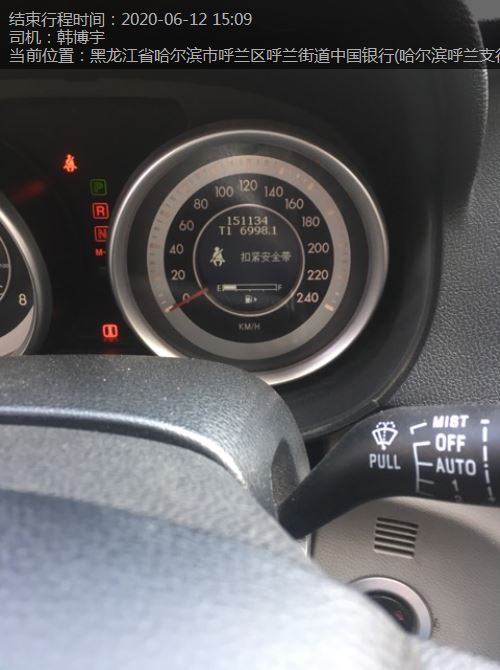 结束行程时间：2020-06-12 15:09
司机：韩博宇
当前位置：黑龙江省哈尔滨市呼兰区呼兰街道中国银行(哈尔滨呼兰支行
P
R
N
M-
8
0
20
40
60
80
100
120
140
160
180
200
220
240
151134
T1 6998.1
扣紧安全带
E
F
KM/H
MIST
PULL
OFF
AUTO
1